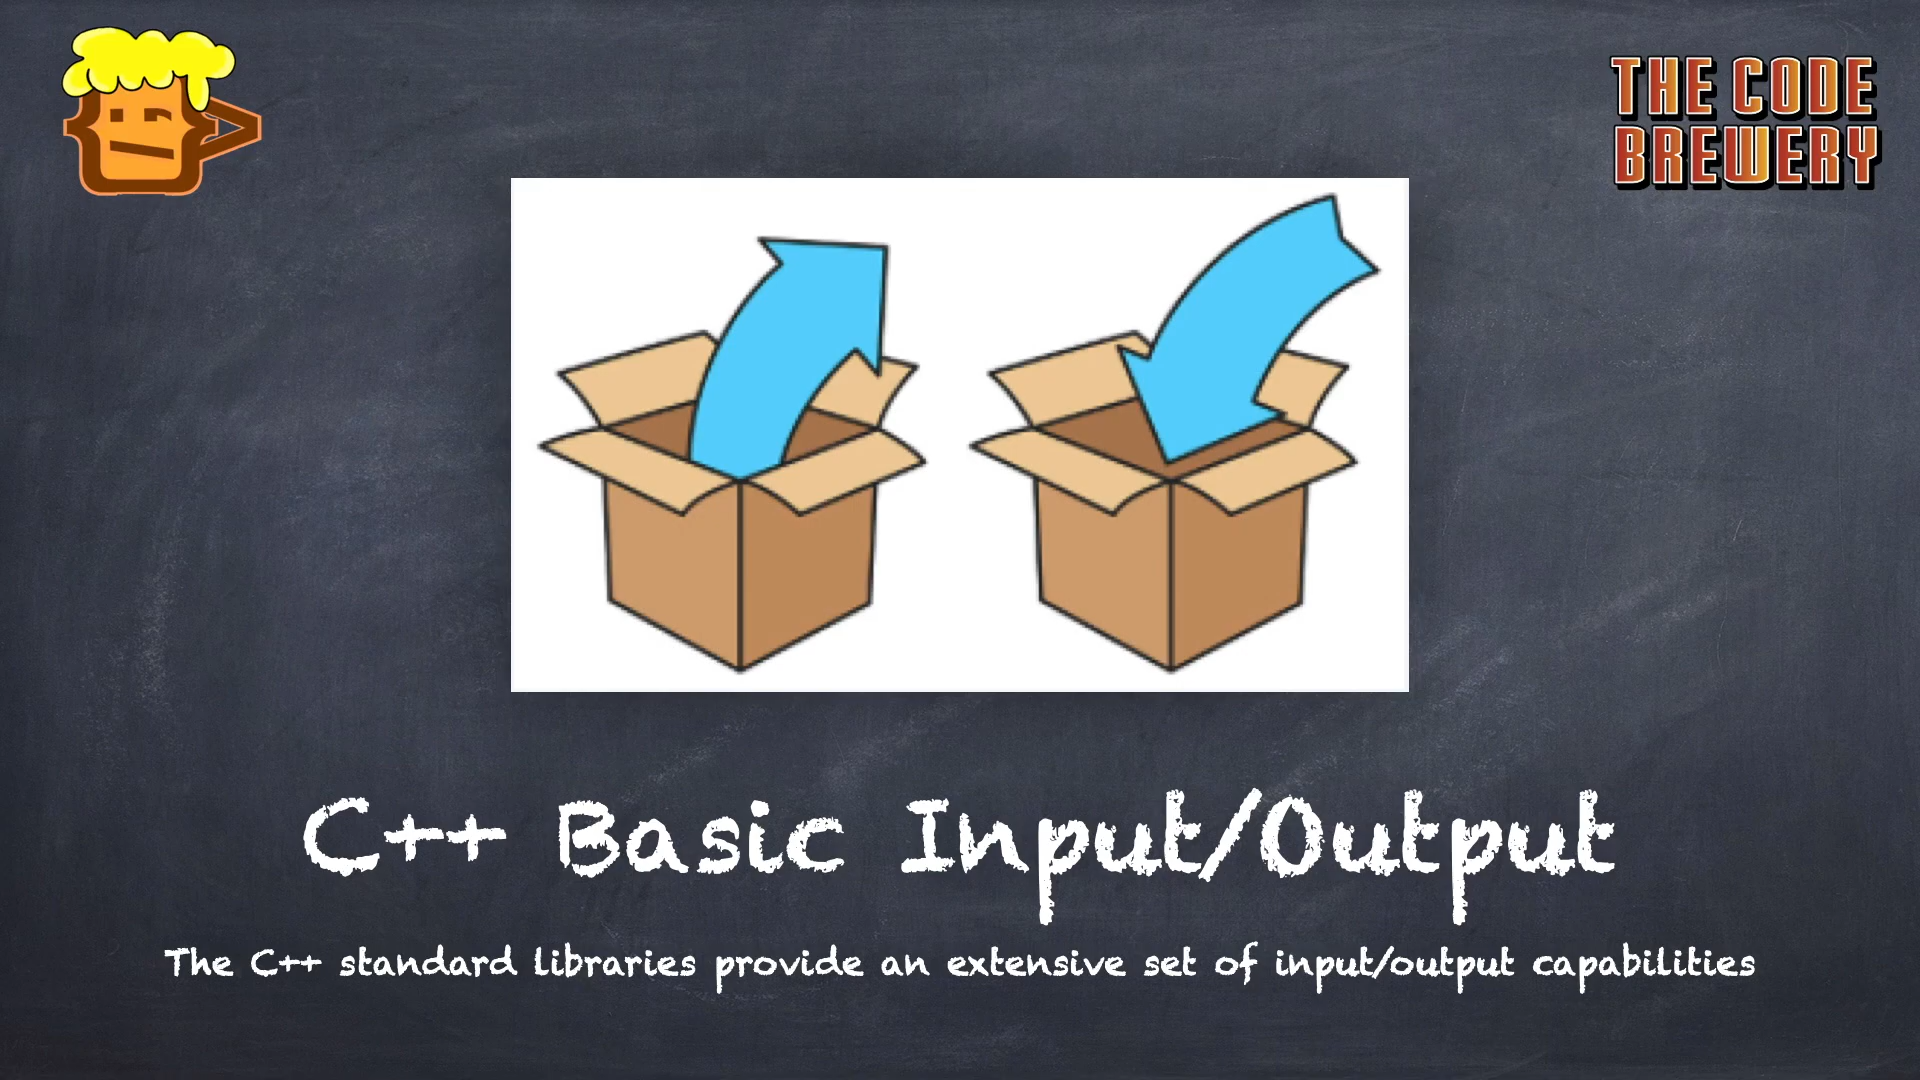 THE CODE
BREWERY
C++ Basic Input/Output
The C++ standard libraries provide an extensive set of input/output capabilities